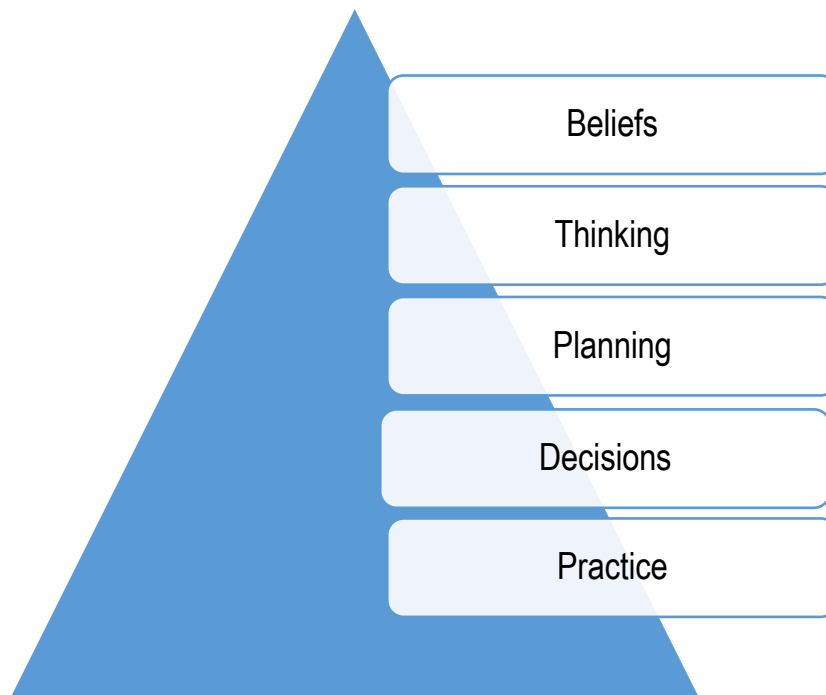 Beliefs
Thinking
Planning
Decisions
Practice